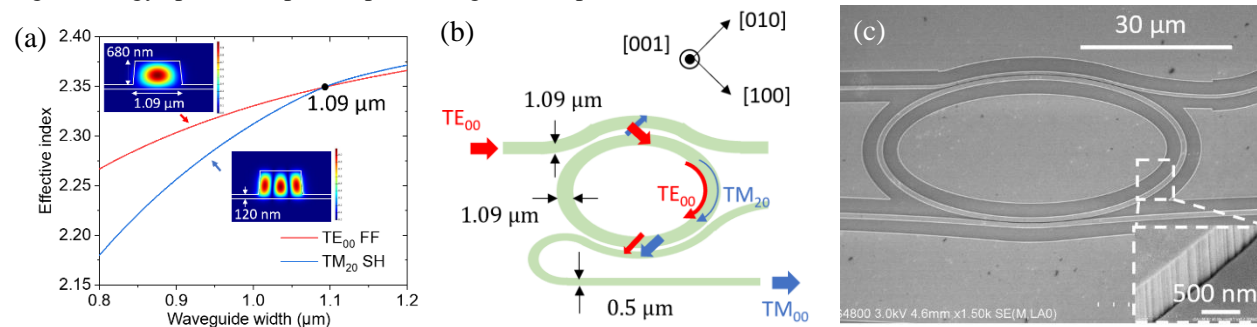 (a)
2.40
2.35
2.30
2.25
2.20
2.15
Effective index
680 nm
1.09 μm
1.09 μm
120 nm
TE₀₀ FF
TM₂₀ SH
0.8 0.9 1.0 1.1 1.2
Waveguide width (μm)
(b)
[010]
[001]
[100]
1.09 μm
TE₀₀
TE₀₀
TM₂₀
1.09 μm
0.5 μm
TM₀₀
(c)
30 μm
500 nm
S4800 3.0kV 4.6mm x1.50k SE(M,LA0)